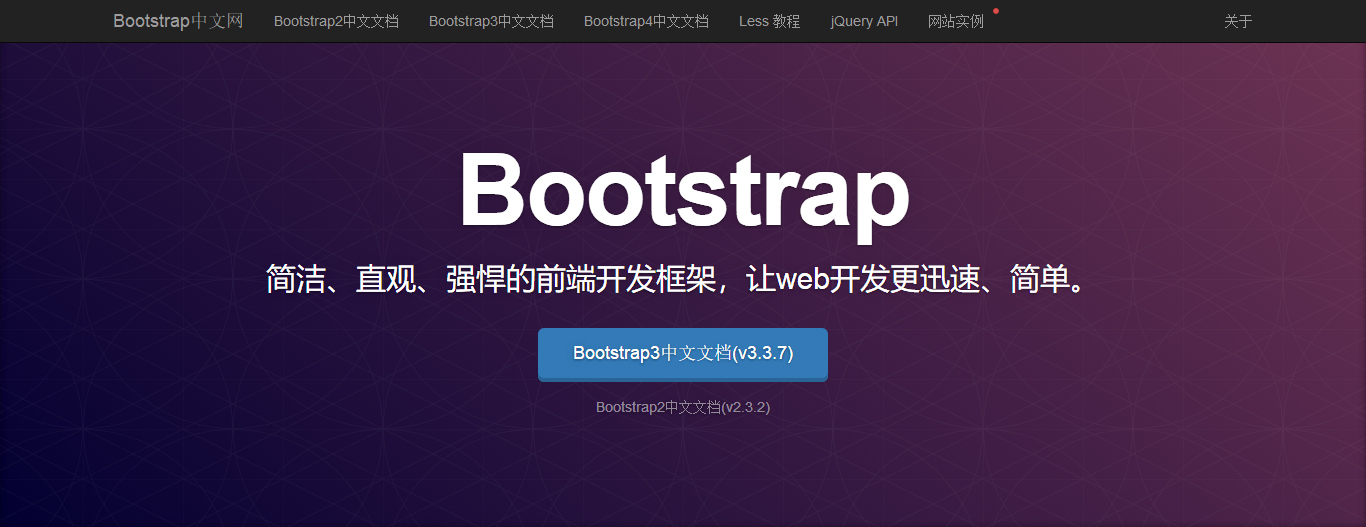 Bootstrap中文网 Bootstrap2中文文档 Bootstrap3中文文档 Bootstrap4中文文档 Less 教程 jQuery API 网站实例 关于
Bootstrap
简洁、直观、强悍的前端开发框架，让web开发更迅速、简单。
Bootstrap3中文文档(v3.3.7)
Bootstrap2中文文档(v2.3.2)